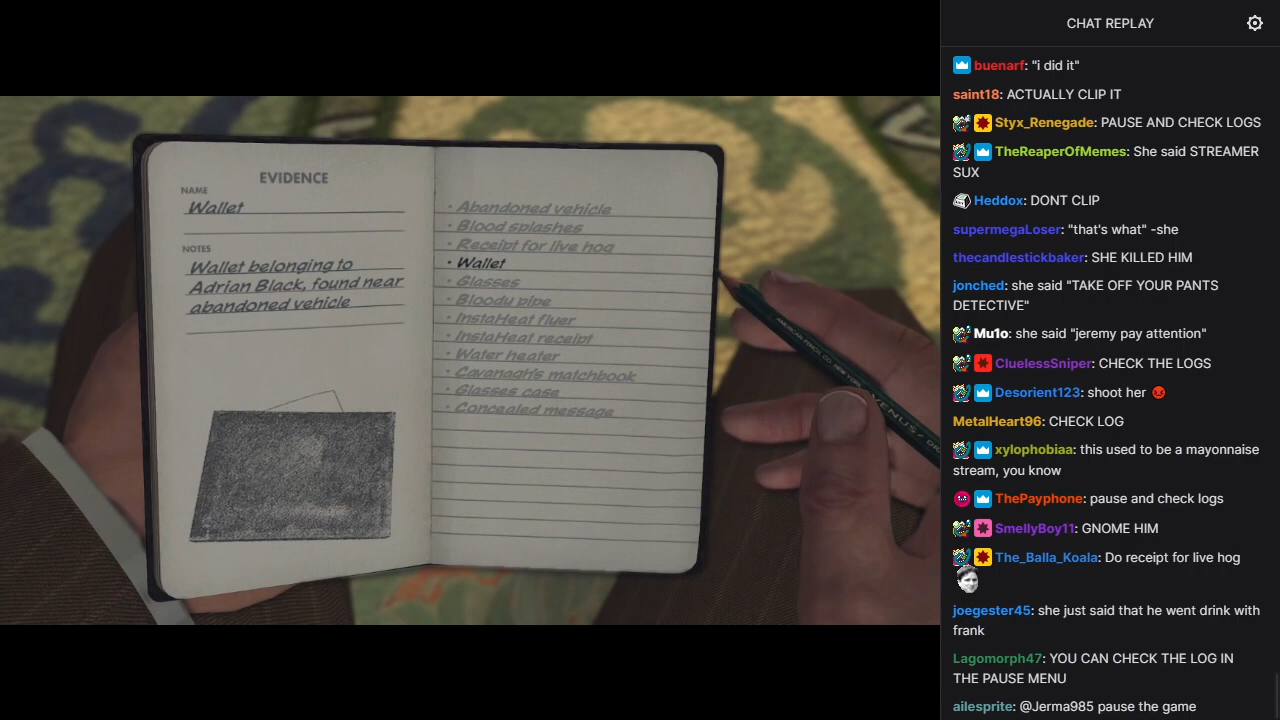 EVIDENCE
NAME
Wallet
NOTES
Wallet belonging to
Adrian Black, found near
abandoned vehicle
• Abandoned vehicle
• Blood splashes
• Receipt for live hog
• Wallet
• Glasses
• Bloody pipe
• InstaHeat flyer
• InstaHeat receipt
• Water heater
• Cavanagh's matchbook
• Glasses case
• Concealed message
AMERICAN PENCIL CO. NEW YORK
VENUS
CHAT REPLAY
buenarf: "i did it"
saint18: ACTUALLY CLIP IT
Styx_Renegade: PAUSE AND CHECK LOGS
TheReaperOfMemes: She said STREAMER
SUX
Heddox: DONT CLIP
supermegaLoser: "that's what" -she
thecandlestickbaker: SHE KILLED HIM
jonched: she said "TAKE OFF YOUR PANTS
DETECTIVE"
Mu1o: she said "jeremy pay attention"
CluelessSniper: CHECK THE LOGS
Desorient123: shoot her
MetalHeart96: CHECK LOG
xylophobiaa: this used to be a mayonnaise
stream, you know
ThePayphone: pause and check logs
SmellyBoy11: GNOME HIM
The_Balla_Koala: Do receipt for live hog
joegester45: she just said that he went drink with
frank
Lagomorph47: YOU CAN CHECK THE LOG IN
THE PAUSE MENU
ailesprite: @Jerma985 pause the game